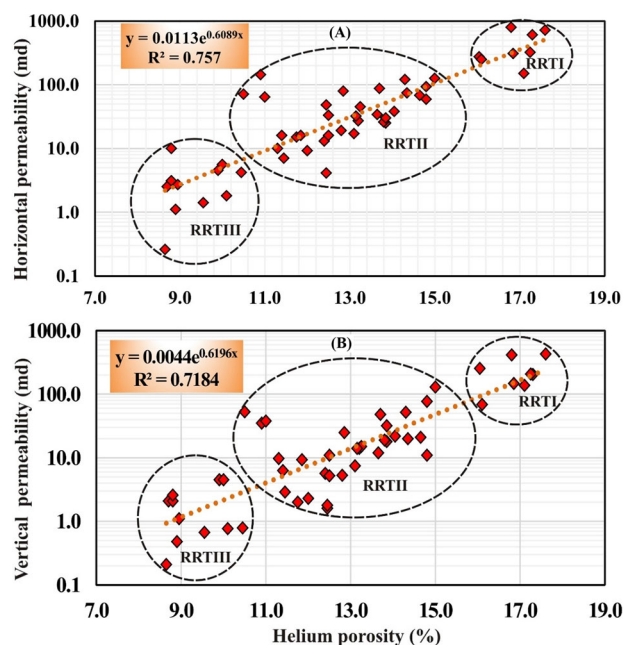 (A)
y = 0.0113e^0.6089x
R² = 0.757
Horizontal permeability (md)
1000.0
100.0
10.0
1.0
0.1
RRTI
RRTII
RRTIII
7.0 9.0 11.0 13.0 15.0 17.0 19.0
(B)
y = 0.0044e^0.6196x
R² = 0.7184
Vertical permeability (md)
1000.0
100.0
10.0
1.0
0.1
RRTI
RRTII
RRTIII
7.0 9.0 11.0 13.0 15.0 17.0 19.0
Helium porosity (%)